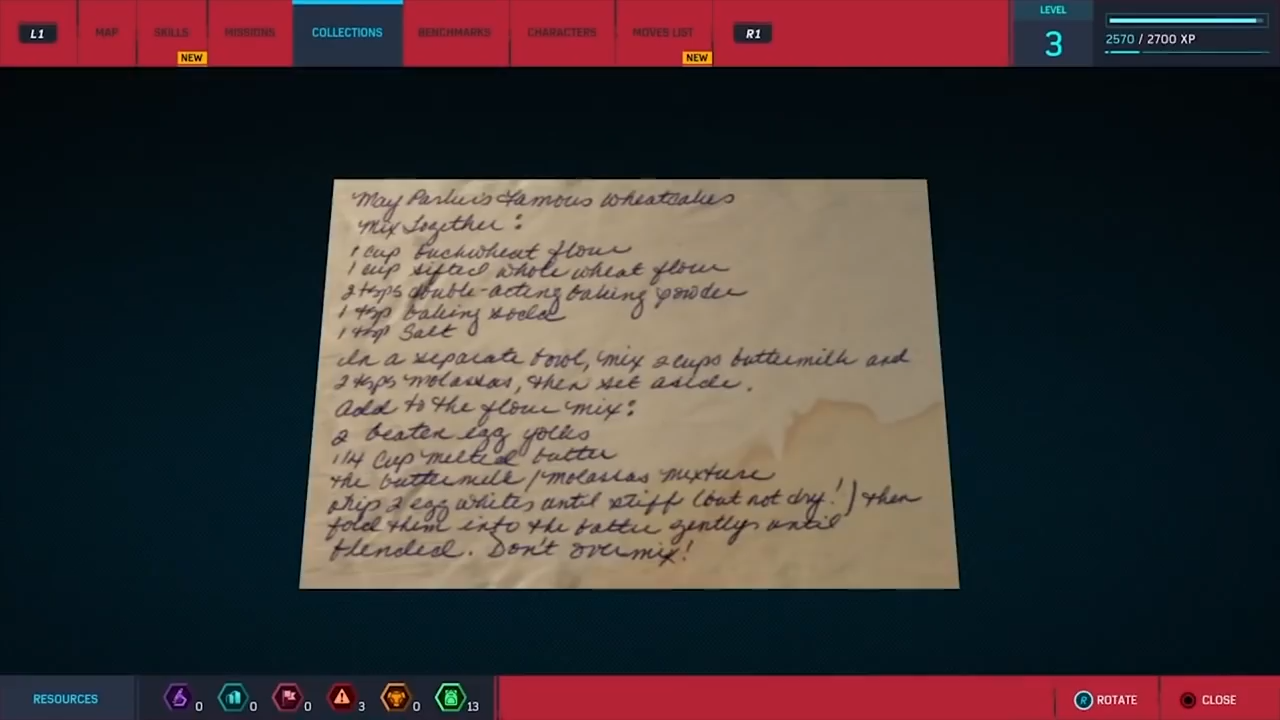 L1
MAP
SKILLS
NEW
MISSIONS
COLLECTIONS
BENCHMARKS
CHARACTERS
MOVES LIST
NEW
R1
LEVEL
3
2570 / 2700 XP
May Parker's Famous Wheatcakes
Mix Together:
1 cup buckwheat flour
1 cup sifted whole wheat flour
2 tsps double-acting baking powder
1 tsp baking soda
1 tsp salt
In a separate bowl, mix 2 cups buttermilk and
2 tsps molassas, then set aside.
Add to the flour mix:
2 beaten egg yolks
1/4 cup melted butter
the buttermilk/molassas mixture
whip 2 egg whites until stiff (but not dry!) then
fold them into the batter gently until
blended. Don't overmix!
RESOURCES
0
0
0
3
0
13
R ROTATE
CLOSE